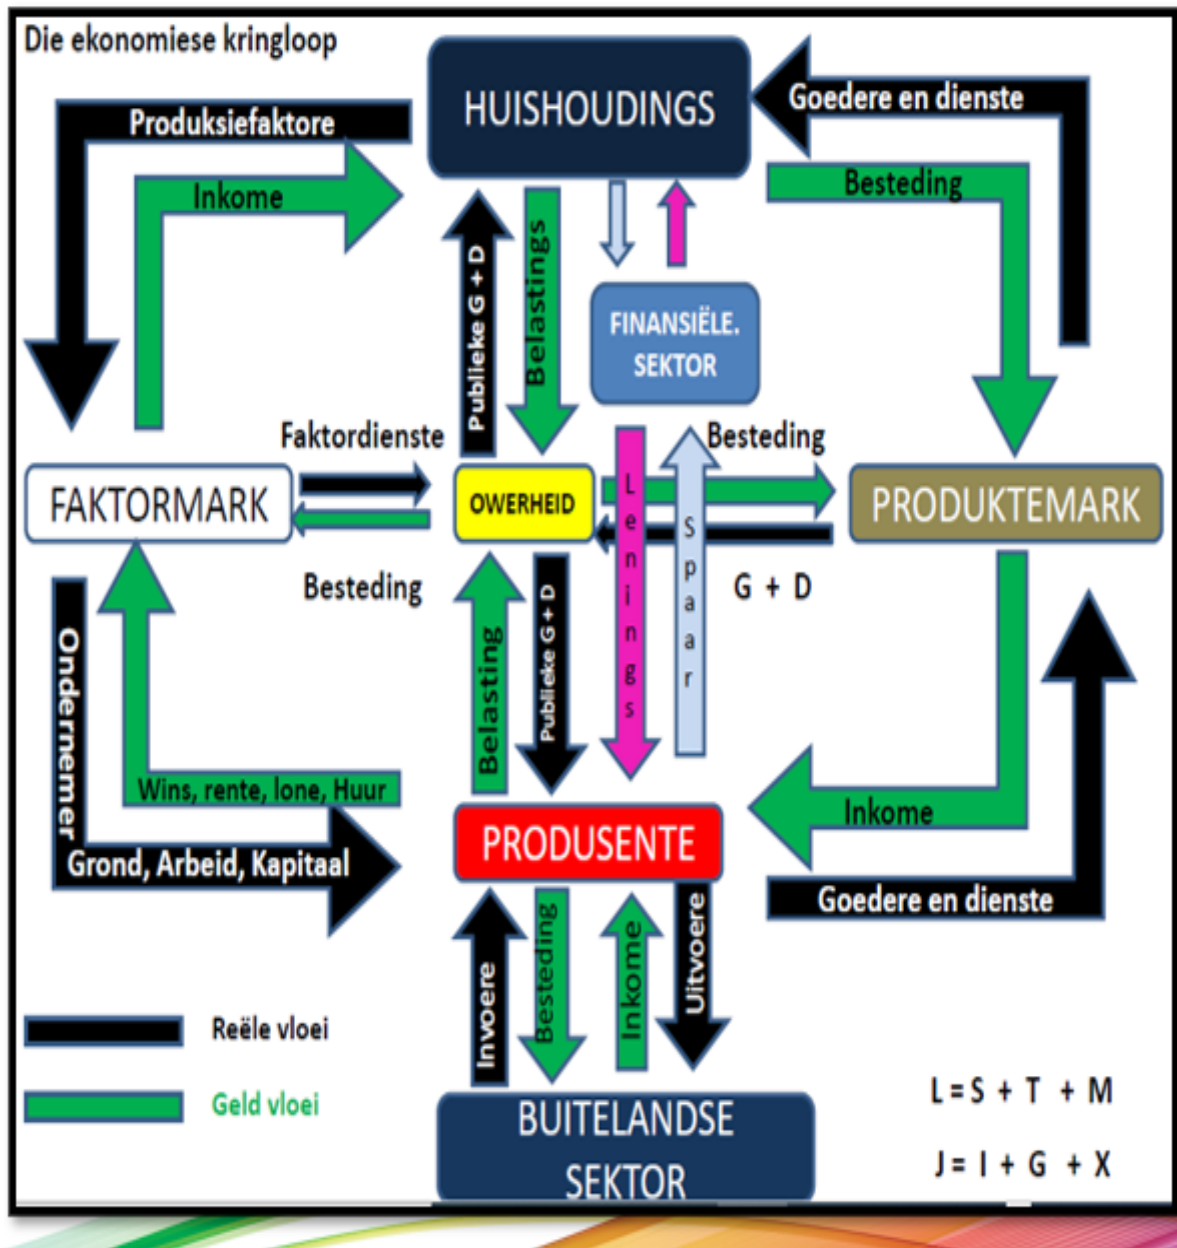 Die ekonomiese kringloop
HUISHOUDINGS
Goedere en dienste
Produksiefaktore
Inkome
Besteding
Publieke G + D
Belastings
FINANSIËLE.
SEKTOR
Faktordienste
Besteding
FAKTORMARK
OWERHEID
PRODUKTEMARK
Lenings
Spaar
Besteding
G + D
Ondernemer
Belasting
Publieke G + D
Wins, rente, lone, Huur
Inkome
PRODUSENTE
Grond, Arbeid, Kapitaal
Goedere en dienste
Invoere
Besteding
Inkome
Uitvoere
Reële vloei
Geld vloei
L = S + T + M
J = I + G + X
BUITELANDSE
SEKTOR